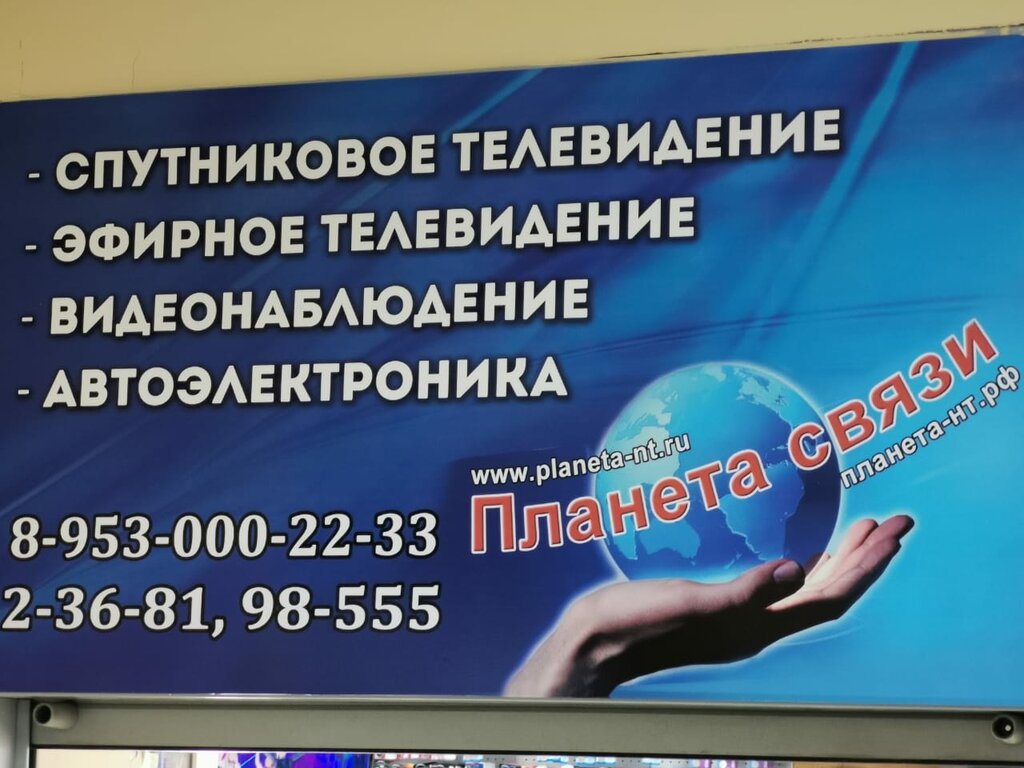 - СПУТНИКОВОЕ ТЕЛЕВИДЕНИЕ
- ЭФИРНОЕ ТЕЛЕВИДЕНИЕ
- ВИДЕОНАБЛЮДЕНИЕ
- АВТОЭЛЕКТРОНИКА
www.planeta-nt.ru
Планета связи
планета-нт.рф
8-953-000-22-33
2-36-81, 98-555